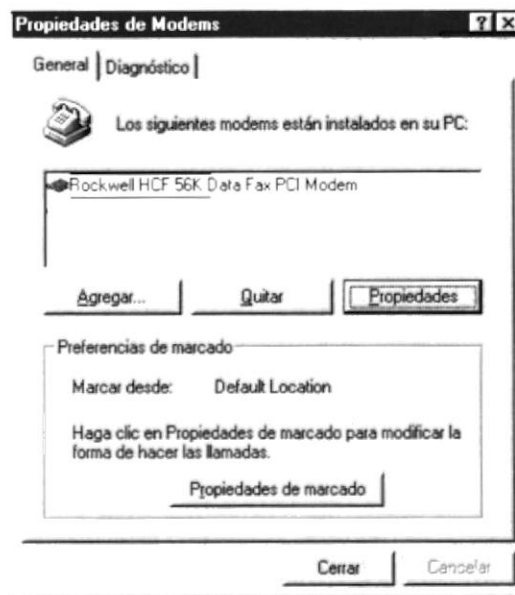 Propiedades de Modems ? X
General Diagnóstico
Los siguientes modems están instalados en su PC:
Rockwell HCF 56K Data Fax PCI Modem
Agregar... Quitar Propiedades
Preferencias de marcado
Marcar desde: Default Location
Haga clic en Propiedades de marcado para modificar la
forma de hacer las llamadas.
Propiedades de marcado
Cerrar Cancelar